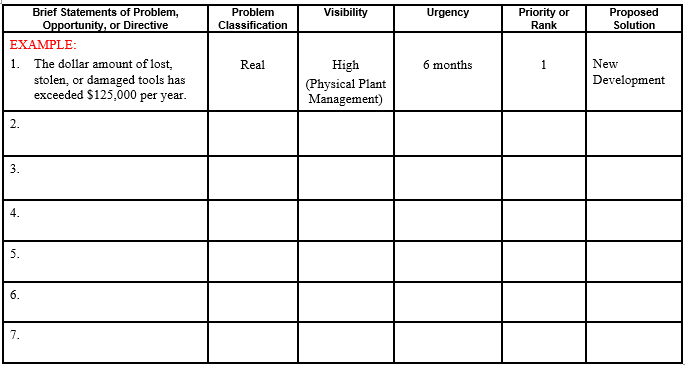 Brief Statements of Problem, Opportunity, or Directive
Problem Classification
Visibility
Urgency
Priority or Rank
Proposed Solution
EXAMPLE:
1. The dollar amount of lost,
stolen, or damaged tools has
exceeded $125,000 per year.
Real
High
(Physical Plant
Management)
6 months
1
New
Development
2.
3.
4.
5.
6.
7.